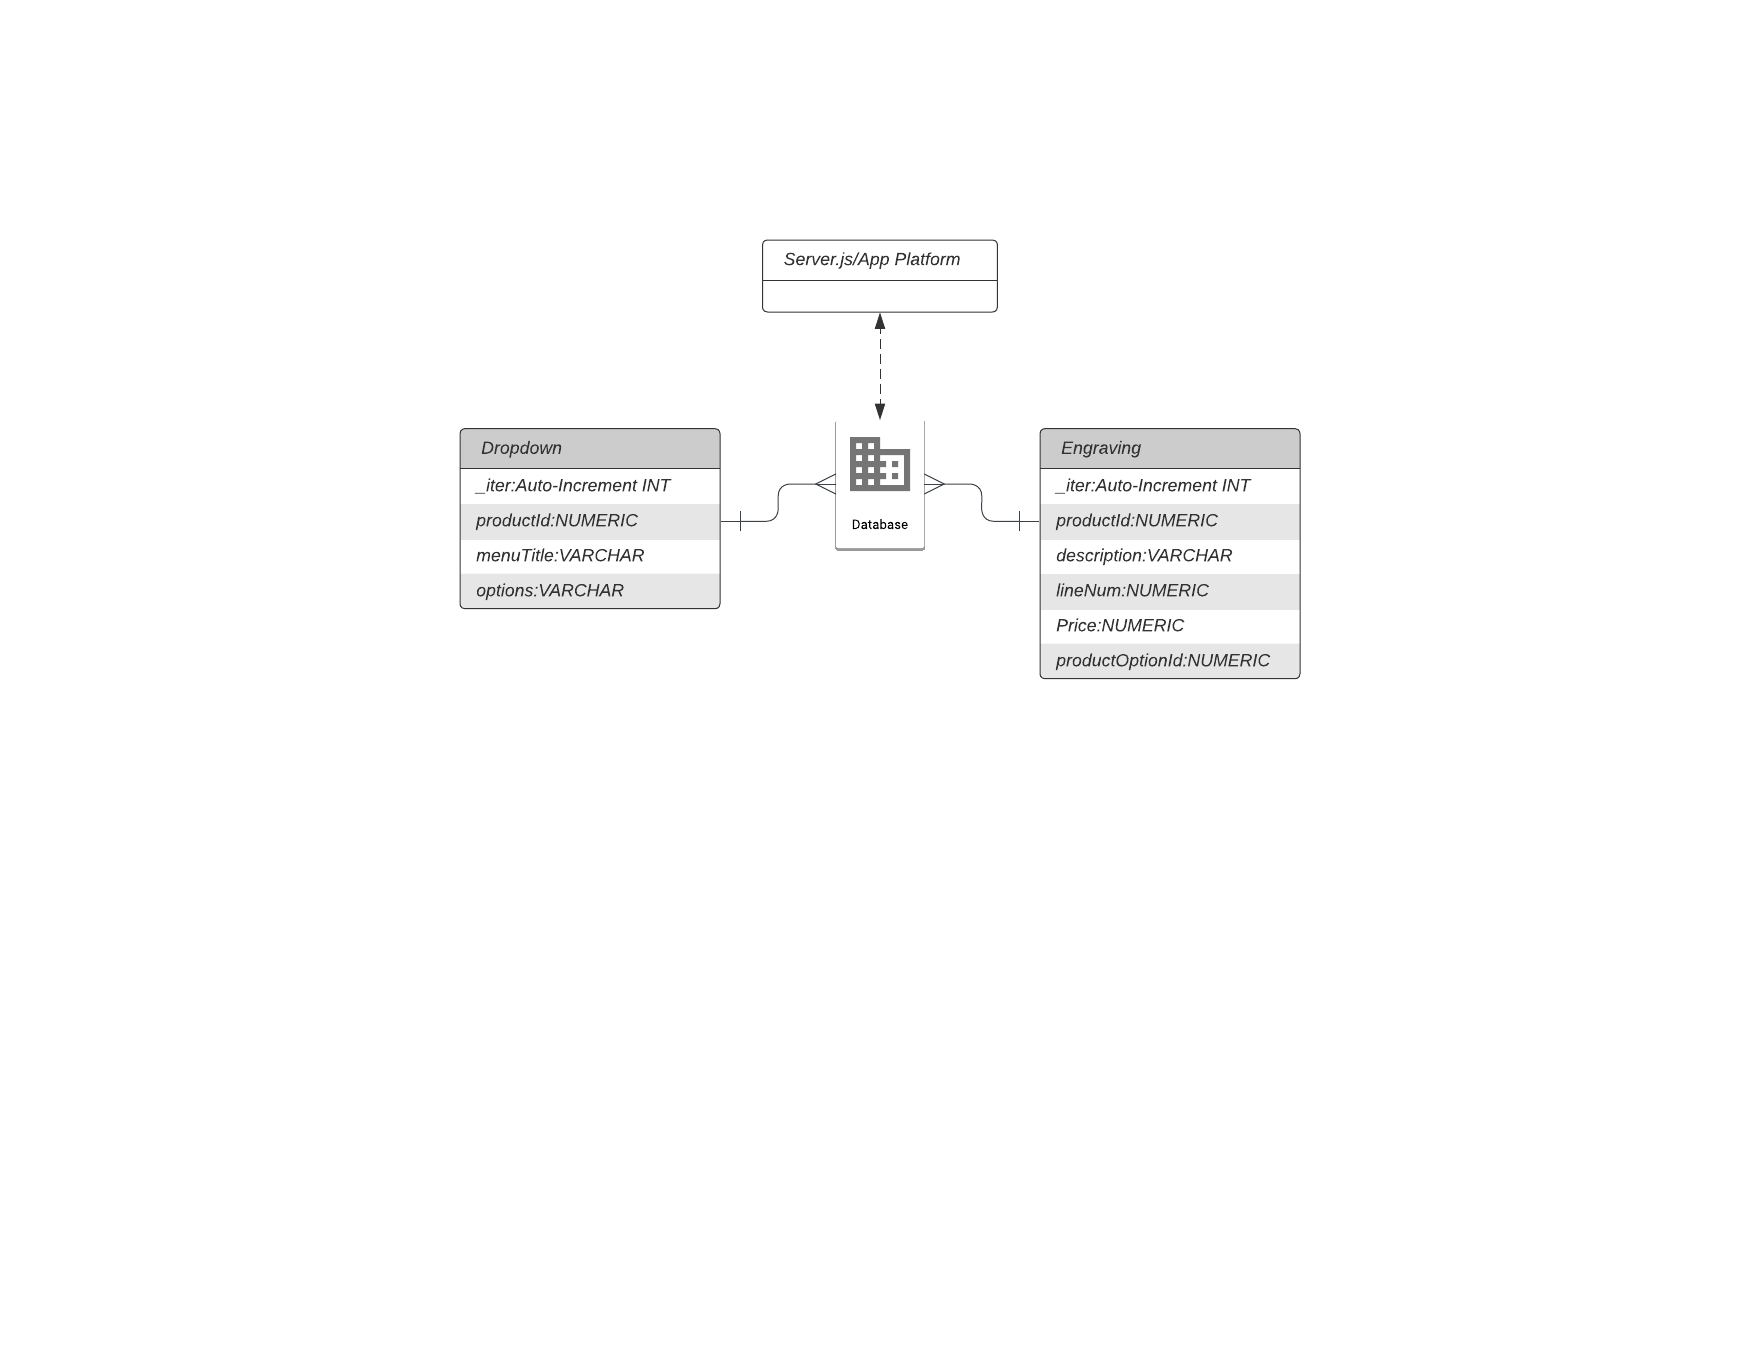 Server.js/App Platform
Dropdown
_iter:Auto-Increment INT
productId:NUMERIC
menuTitle:VARCHAR
options:VARCHAR
Database
Engraving
_iter:Auto-Increment INT
productId:NUMERIC
description:VARCHAR
lineNum:NUMERIC
Price:NUMERIC
productOptionId:NUMERIC